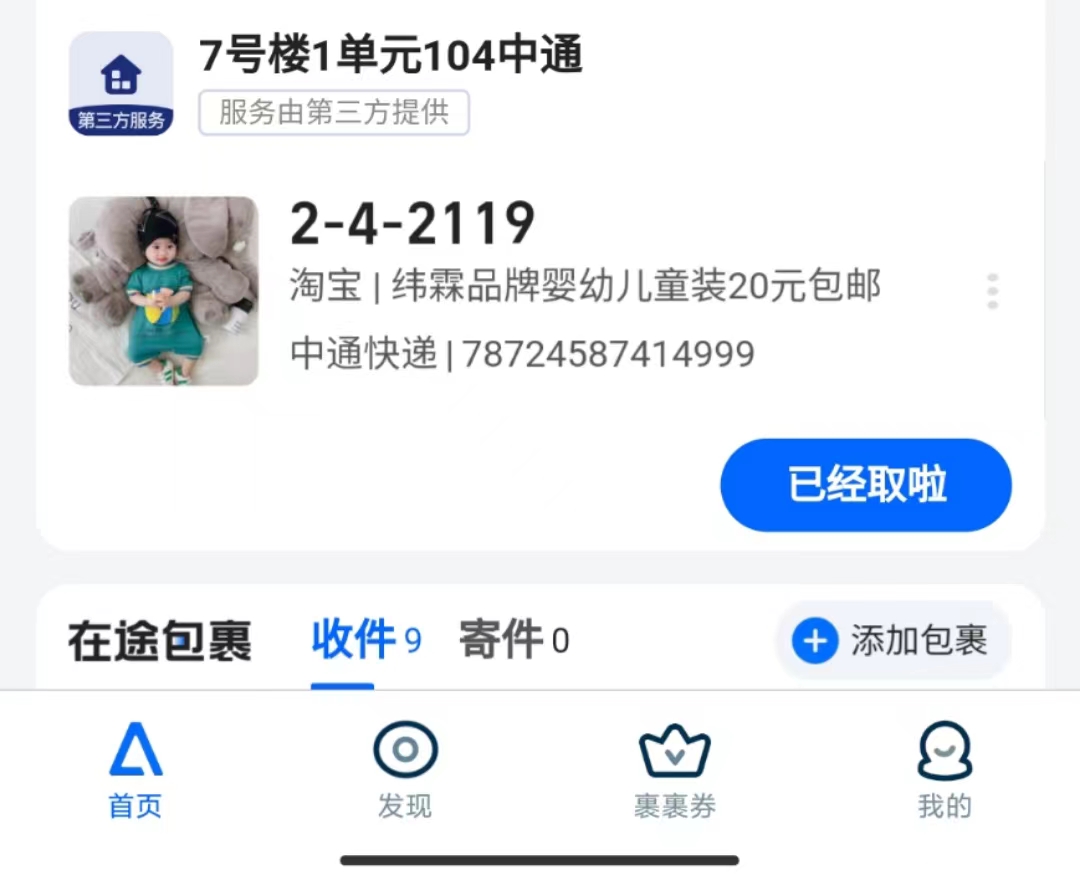 7号楼1单元104中通
第三方服务
服务由第三方提供
2-4-2119
淘宝 | 纬霖品牌婴幼儿童装20元包邮
中通快递 | 78724587414999
已经取啦
在途包裹 收件 9 寄件 0 添加包裹
首页 发现 裹裹券 我的